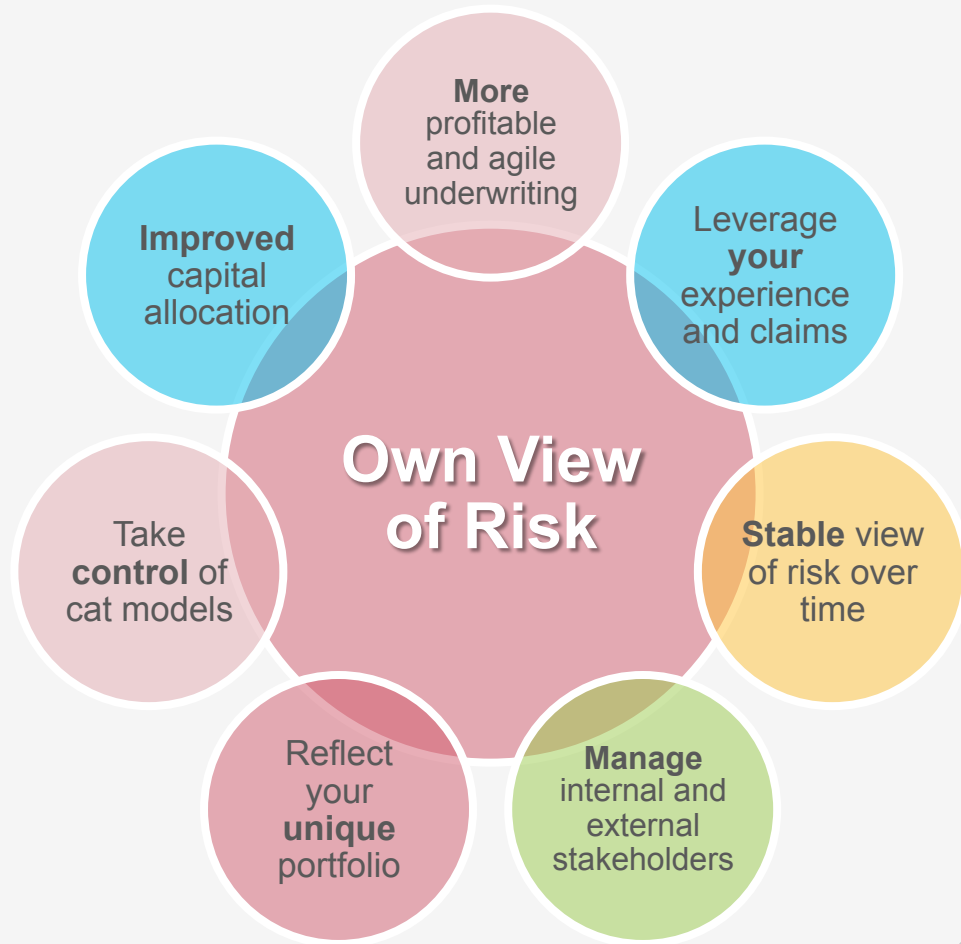 More
profitable
and agile
underwriting
Leverage
your
experience
and claims
Stable view
of risk over
time
Manage
internal and
external
stakeholders
Reflect
your
unique
portfolio
Take
control of
cat models
Improved
capital
allocation
Own View
of Risk